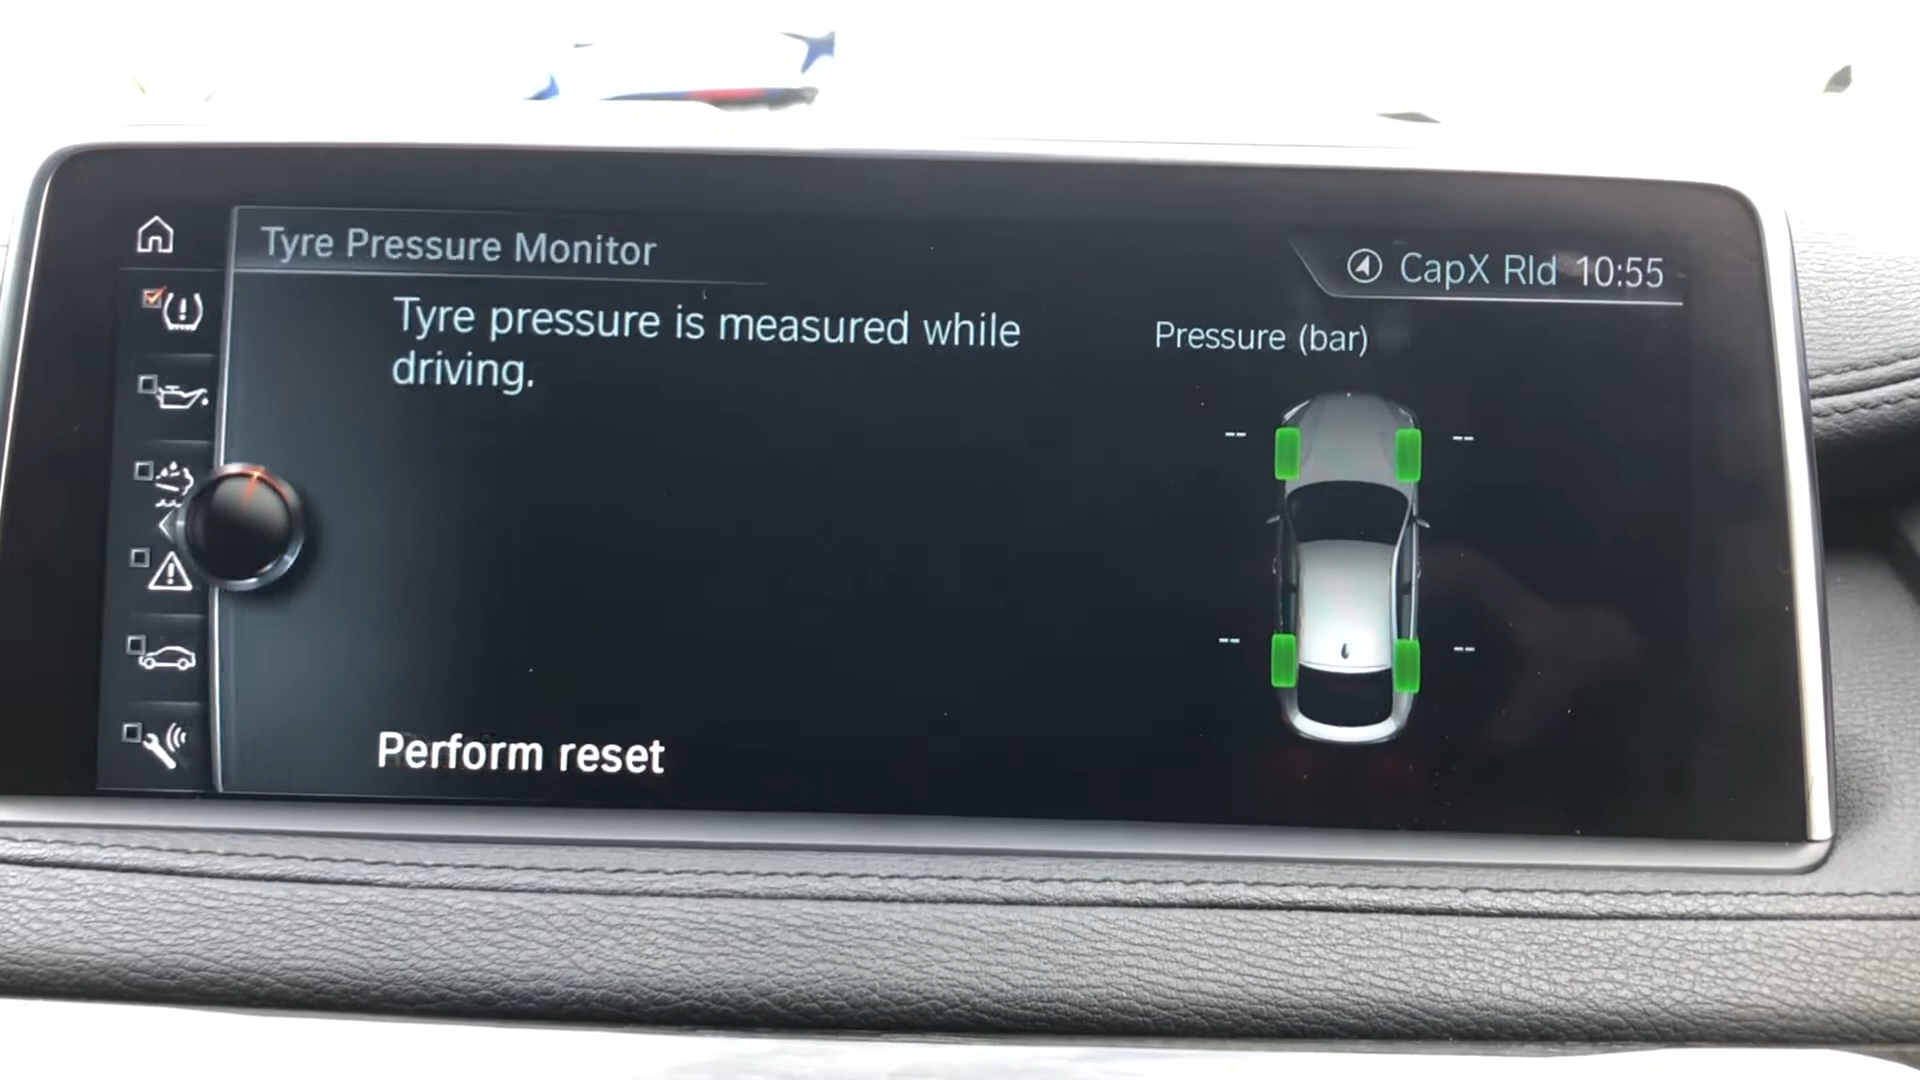 Tyre Pressure Monitor
CapX Rld 10:55
Tyre pressure is measured while
driving.
Pressure (bar)
-- --
-- --
Perform reset